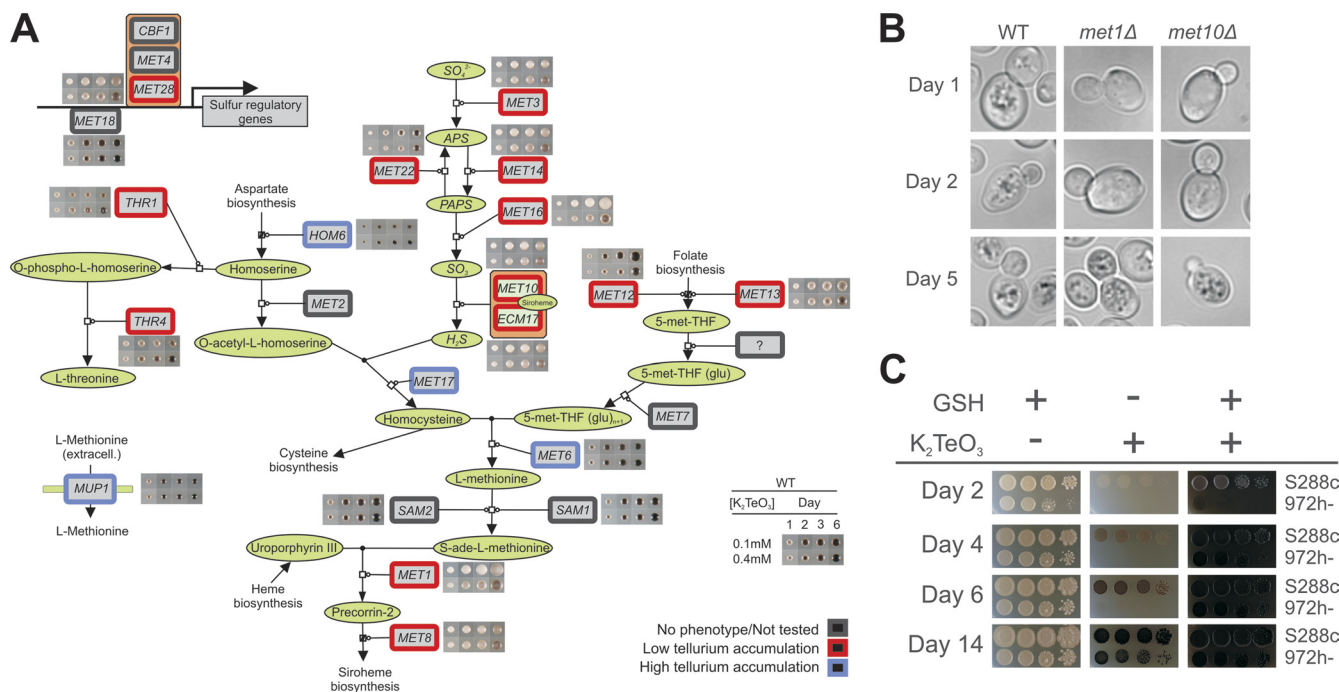 A
CBF1
MET4
MET28
MET18
Sulfur regulatory
genes
SO₄²⁻
MET3
APS
MET22
MET14
PAPS
MET16
SO₃
MET10
Siroheme
ECM17
H₂S
THR1
Aspartate
biosynthesis
HOM6
O-phospho-L-homoserine
Homoserine
MET2
THR4
O-acetyl-L-homoserine
L-threonine
MET17
Folate
biosynthesis
MET12
MET13
5-met-THF
?
5-met-THF (glu)
MET7
Homocysteine
5-met-THF (glu)n+1
Cysteine
biosynthesis
MET6
L-methionine
L-Methionine
(extracell.)
MUP1
L-Methionine
SAM2
SAM1
Uroporphyrin III
S-ade-L-methionine
Heme
biosynthesis
MET1
Precorrin-2
MET8
Siroheme
biosynthesis
WT
[K₂TeO₃] Day
1 2 3 6
0.1mM
0.4mM
No phenotype/Not tested
Low tellurium accumulation
High tellurium accumulation
B
WT met1Δ met10Δ
Day 1
Day 2
Day 5
C
GSH + - +
K₂TeO₃ - + +
Day 2 S288c
972h-
Day 4 S288c
972h-
Day 6 S288c
972h-
Day 14 S288c
972h-